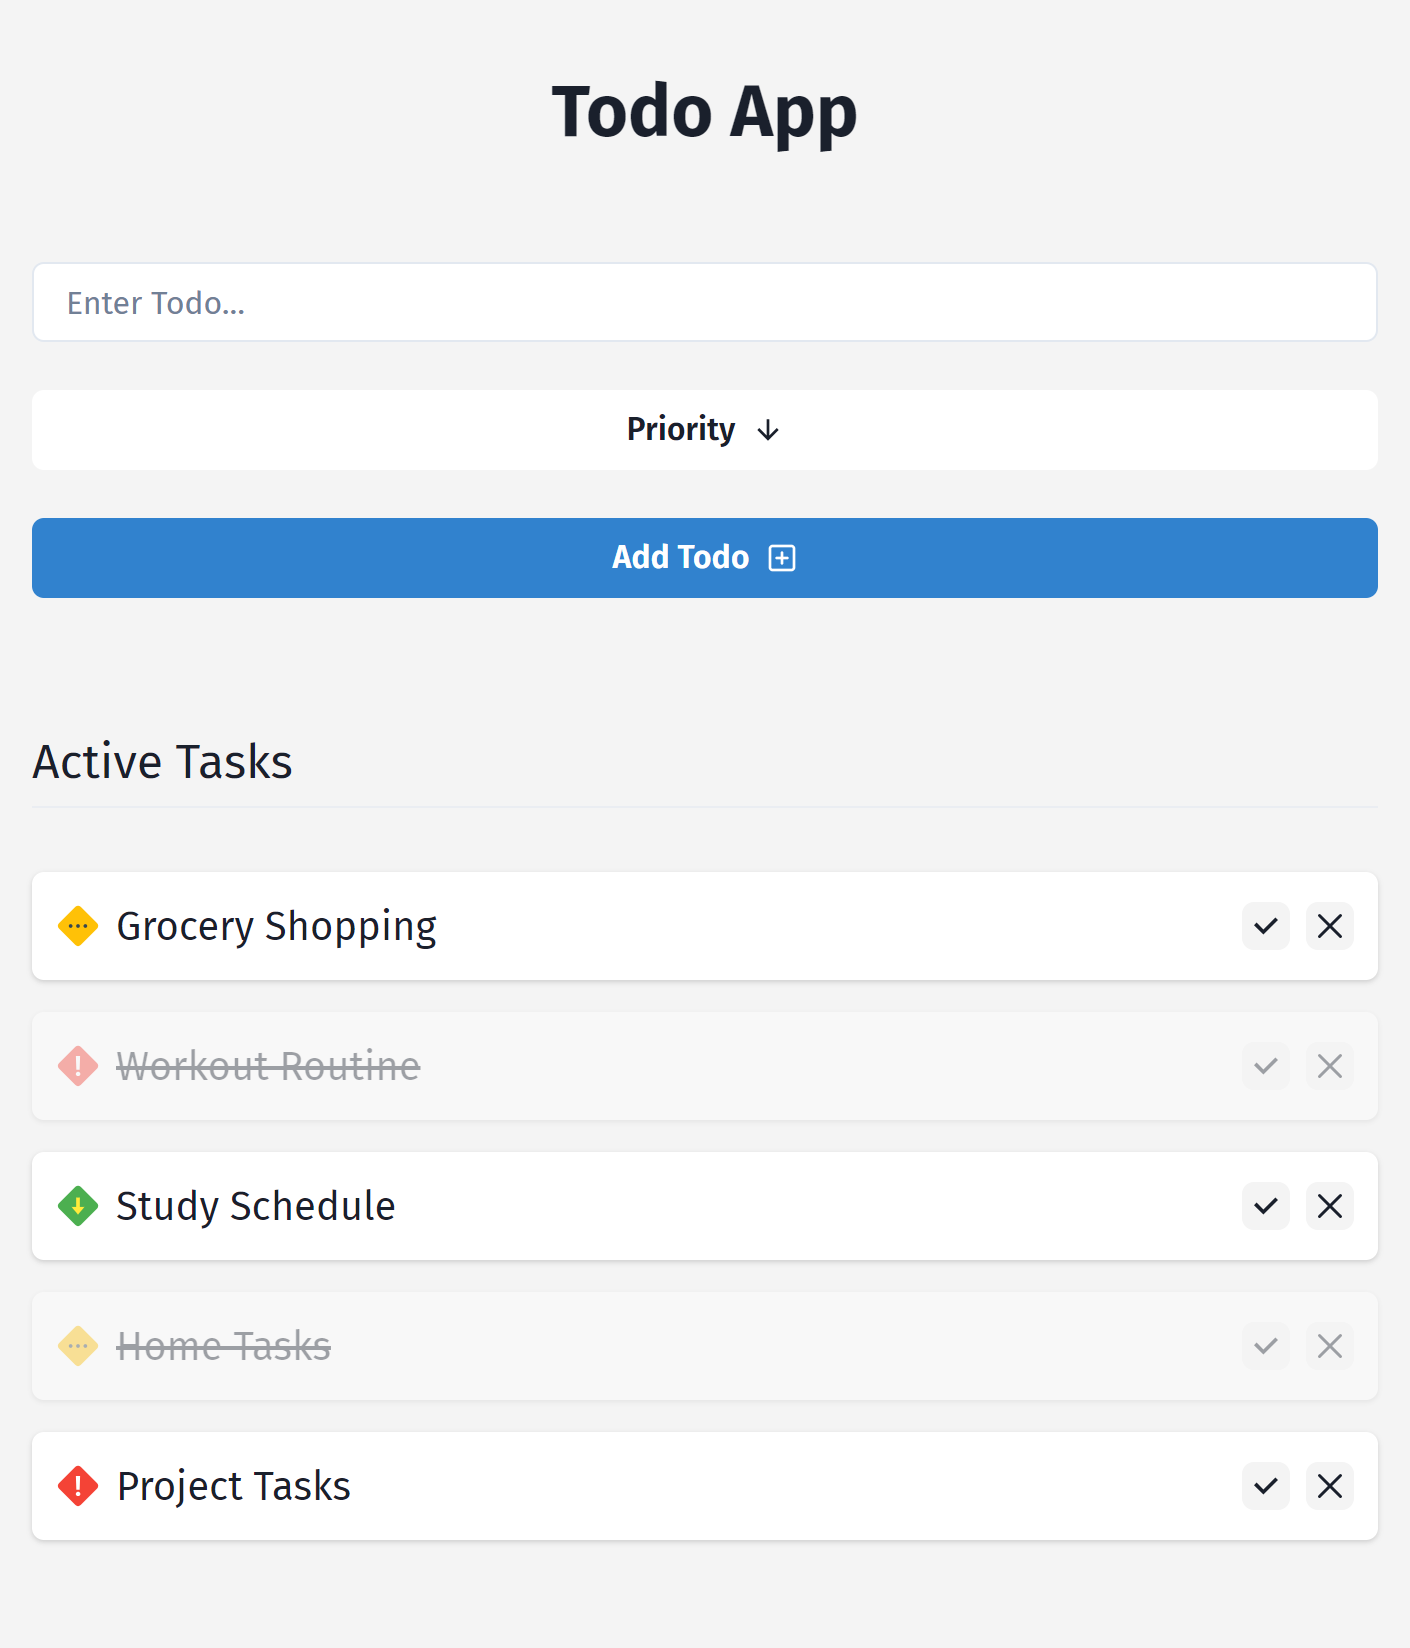 Todo App
Enter Todo...
Priority
Add Todo
Active Tasks
Grocery Shopping
Workout Routine
Study Schedule
Home Tasks
Project Tasks